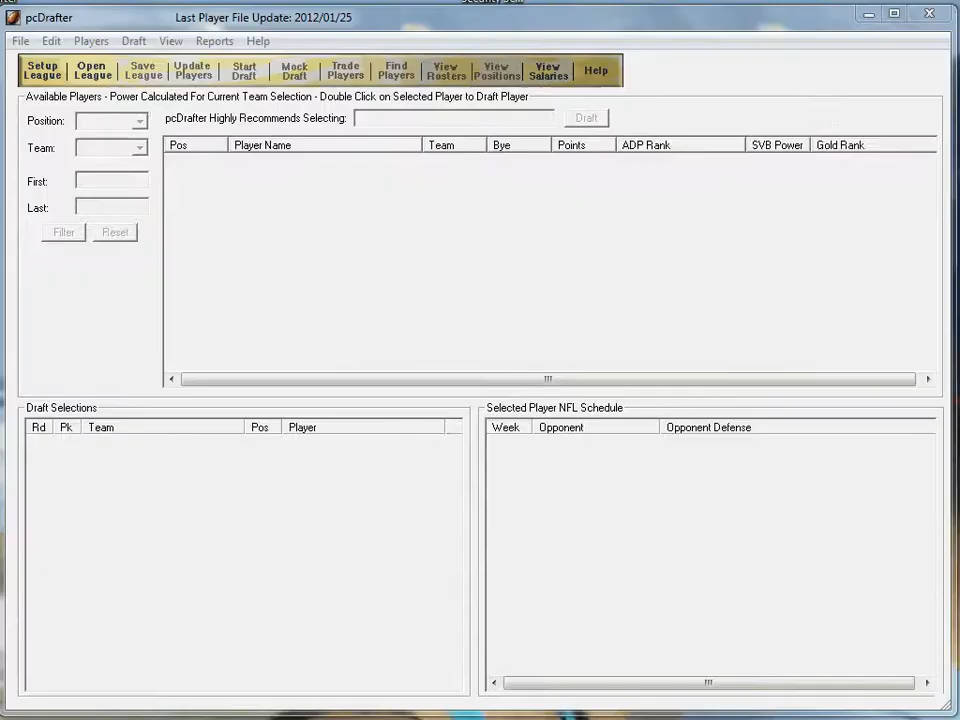 pcDrafter Last Player File Update: 2012/01/25
File Edit Players Draft View Reports Help
Setup League Open League Save League Update Players Start Draft Mock Draft Trade Players Find Players View Rosters View Positions View Salaries Help
Available Players - Power Calculated For Current Team Selection - Double Click on Selected Player to Draft Player
Position: pcDrafter Highly Recommends Selecting: Draft
Pos Player Name Team Bye Points ADP Rank SVB Power Gold Rank
Team:
First:
Last:
Filter Reset
Draft Selections
Rd Pk Team Pos Player
Selected Player NFL Schedule
Week Opponent Opponent Defense